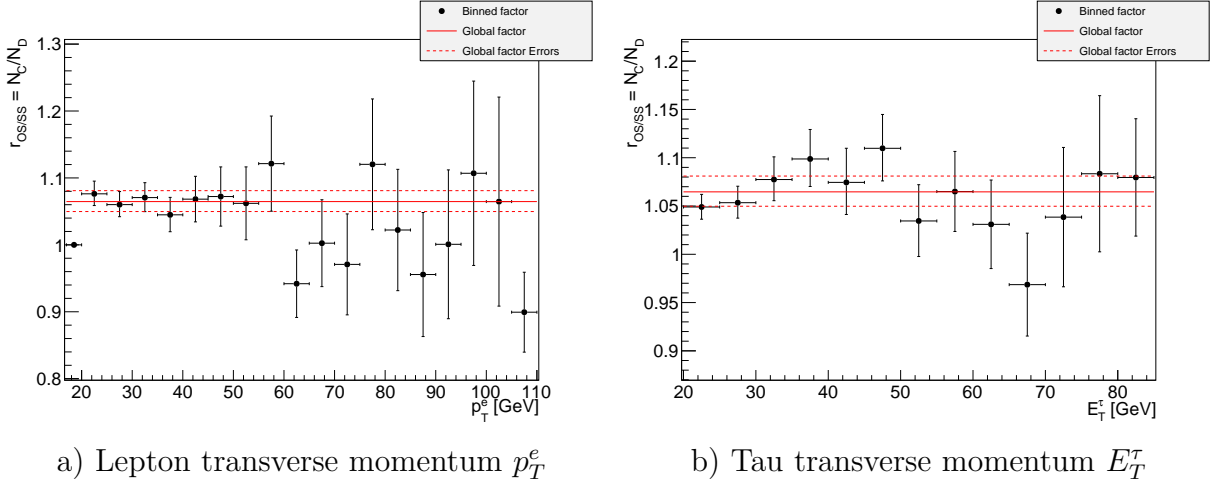 Binned factor
Global factor
Global factor Errors
r_OS/SS = N_C/N_D
1.3
1.2
1.1
1
0.9
0.8
20 30 40 50 60 70 80 90 100 110
p_T^e [GeV]
a) Lepton transverse momentum p_T^e
Binned factor
Global factor
Global factor Errors
r_OS/SS = N_C/N_D
1.2
1.15
1.1
1.05
1
0.95
0.9
20 30 40 50 60 70 80
E_T^τ [GeV]
b) Tau transverse momentum E_T^τ